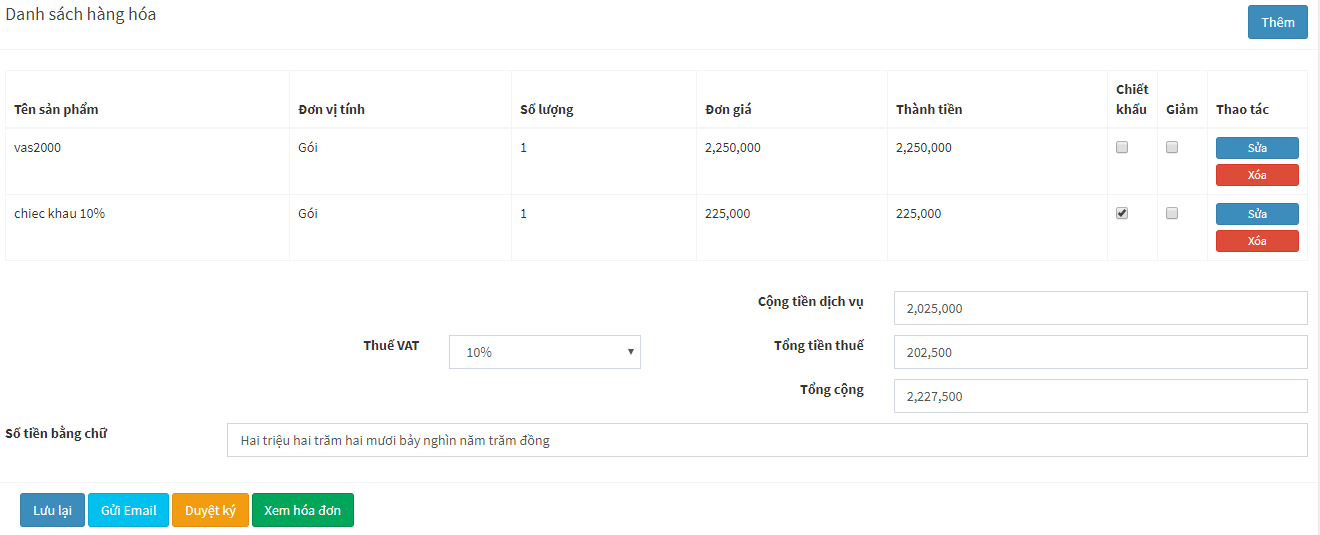 Danh sách hàng hóa
Thêm
Tên sản phẩm Đơn vị tính Số lượng Đơn giá Thành tiền Chiết khấu Giảm Thao tác
vas2000 Gói 1 2,250,000 2,250,000 Sửa
Xóa
chiec khau 10% Gói 1 225,000 225,000 Sửa
Xóa
Cộng tiền dịch vụ 2,025,000
Thuế VAT 10% Tổng tiền thuế 202,500
Tổng cộng 2,227,500
Số tiền bằng chữ Hai triệu hai trăm hai mươi bảy nghìn năm trăm đồng
Lưu lại Gửi Email Duyệt ký Xem hóa đơn